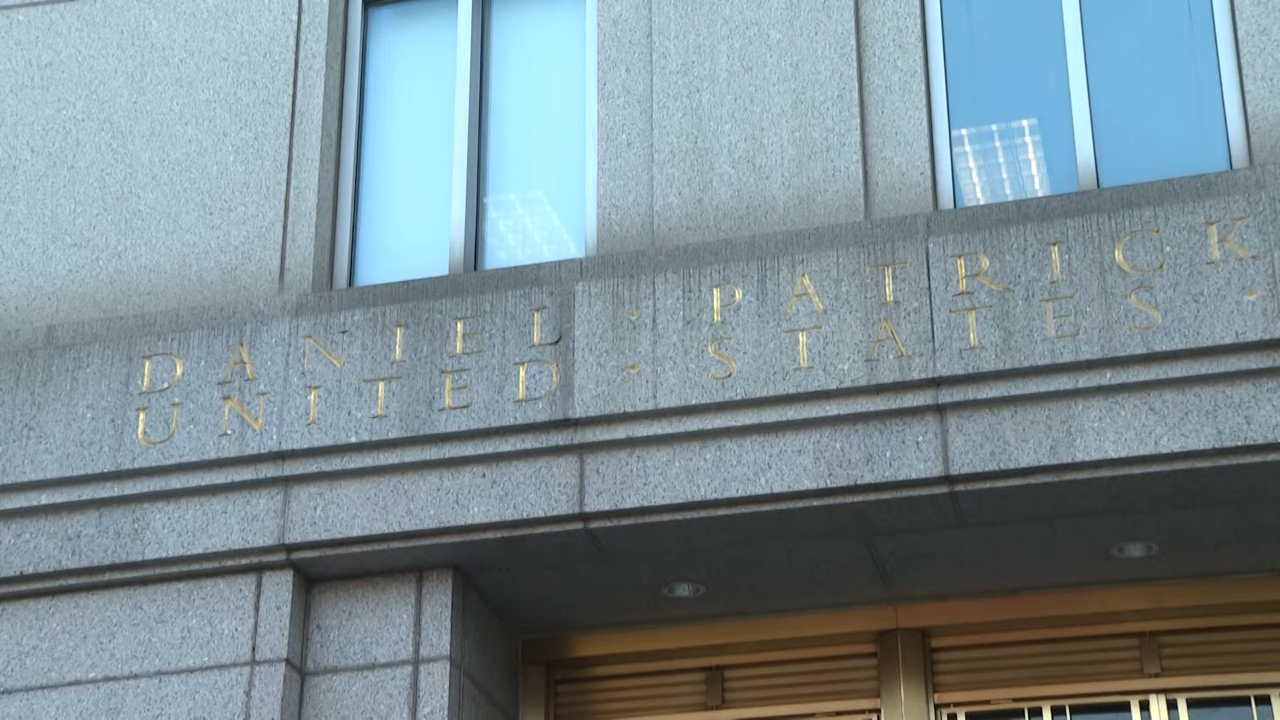 DANIEL · PATRICK
UNITED · STATES ·